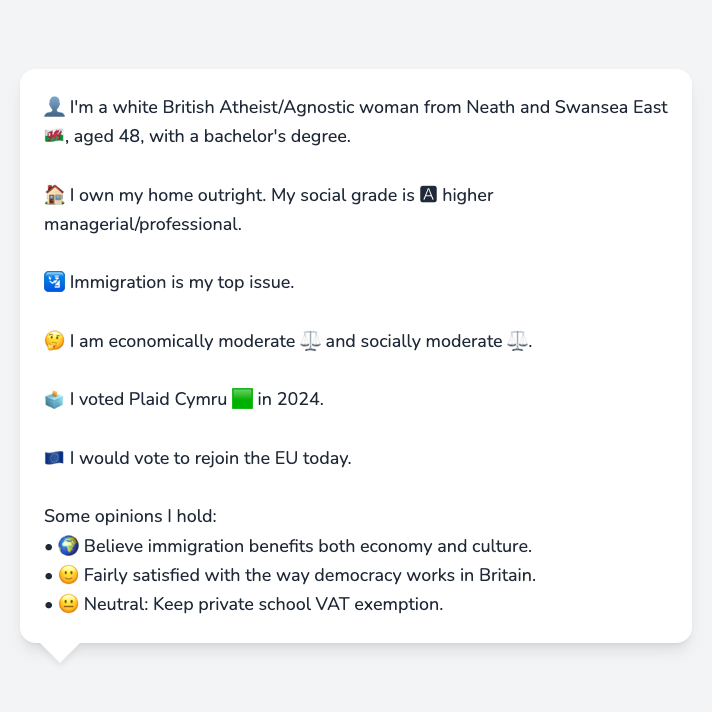 👤 I'm a white British Atheist/Agnostic woman from Neath and Swansea East
🏴󠁧󠁢󠁷󠁬󠁳󠁿, aged 48, with a bachelor's degree.
🏠 I own my home outright. My social grade is 🅰 higher
managerial/professional.
🛂 Immigration is my top issue.
🤔 I am economically moderate ⚖️ and socially moderate ⚖️.
🗳️ I voted Plaid Cymru 🟩 in 2024.
🇪🇺 I would vote to rejoin the EU today.
Some opinions I hold:
• 🌍 Believe immigration benefits both economy and culture.
• 🙂 Fairly satisfied with the way democracy works in Britain.
• 😐 Neutral: Keep private school VAT exemption.